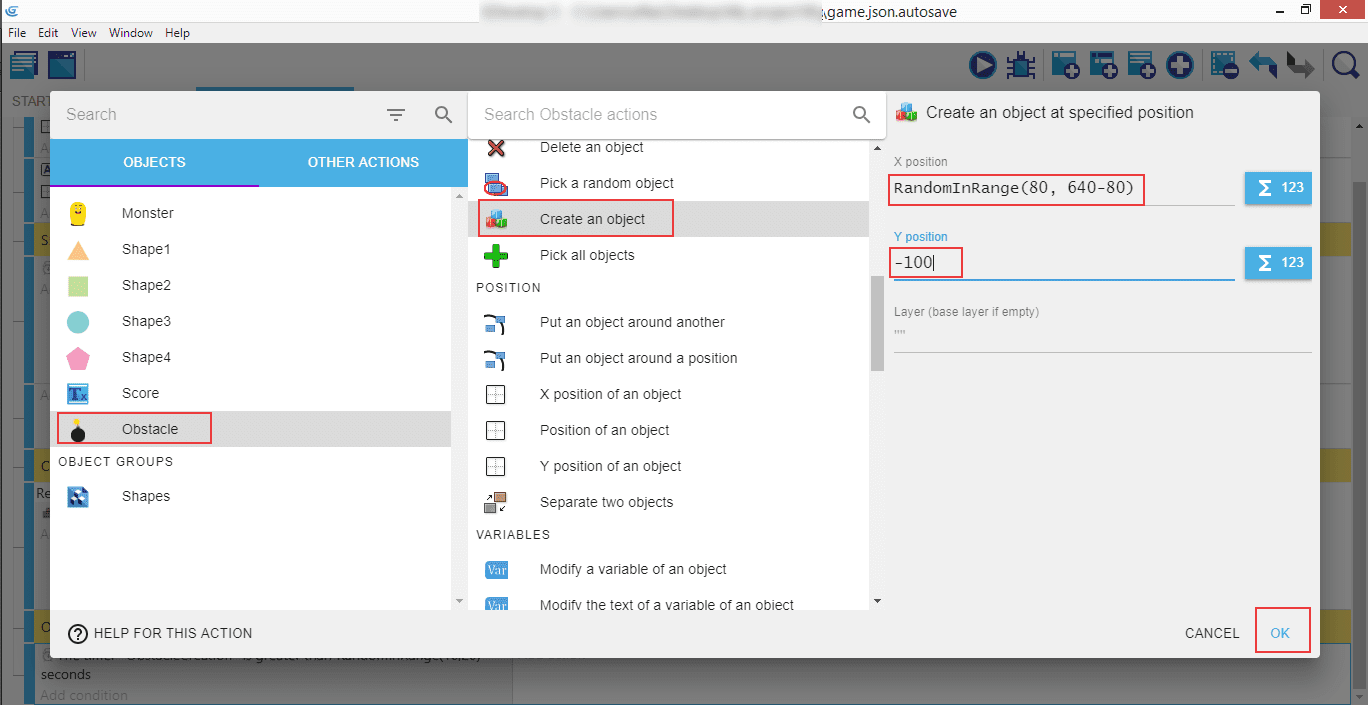 \game.json.autosave
File Edit View Window Help
START
Search
OBJECTS
OTHER ACTIONS
Monster
Shape1
Shape2
Shape3
Shape4
Score
Obstacle
OBJECT GROUPS
Shapes
Search Obstacle actions
Delete an object
Pick a random object
Create an object
Pick all objects
POSITION
Put an object around another
Put an object around a position
X position of an object
Position of an object
Y position of an object
Separate two objects
VARIABLES
Modify a variable of an object
Modify the text of a variable of an object
Create an object at specified position
X position
RandomInRange(80, 640-80)
Σ 123
Y position
-100
Σ 123
Layer (base layer if empty)
""
HELP FOR THIS ACTION
CANCEL
OK
seconds
Add condition